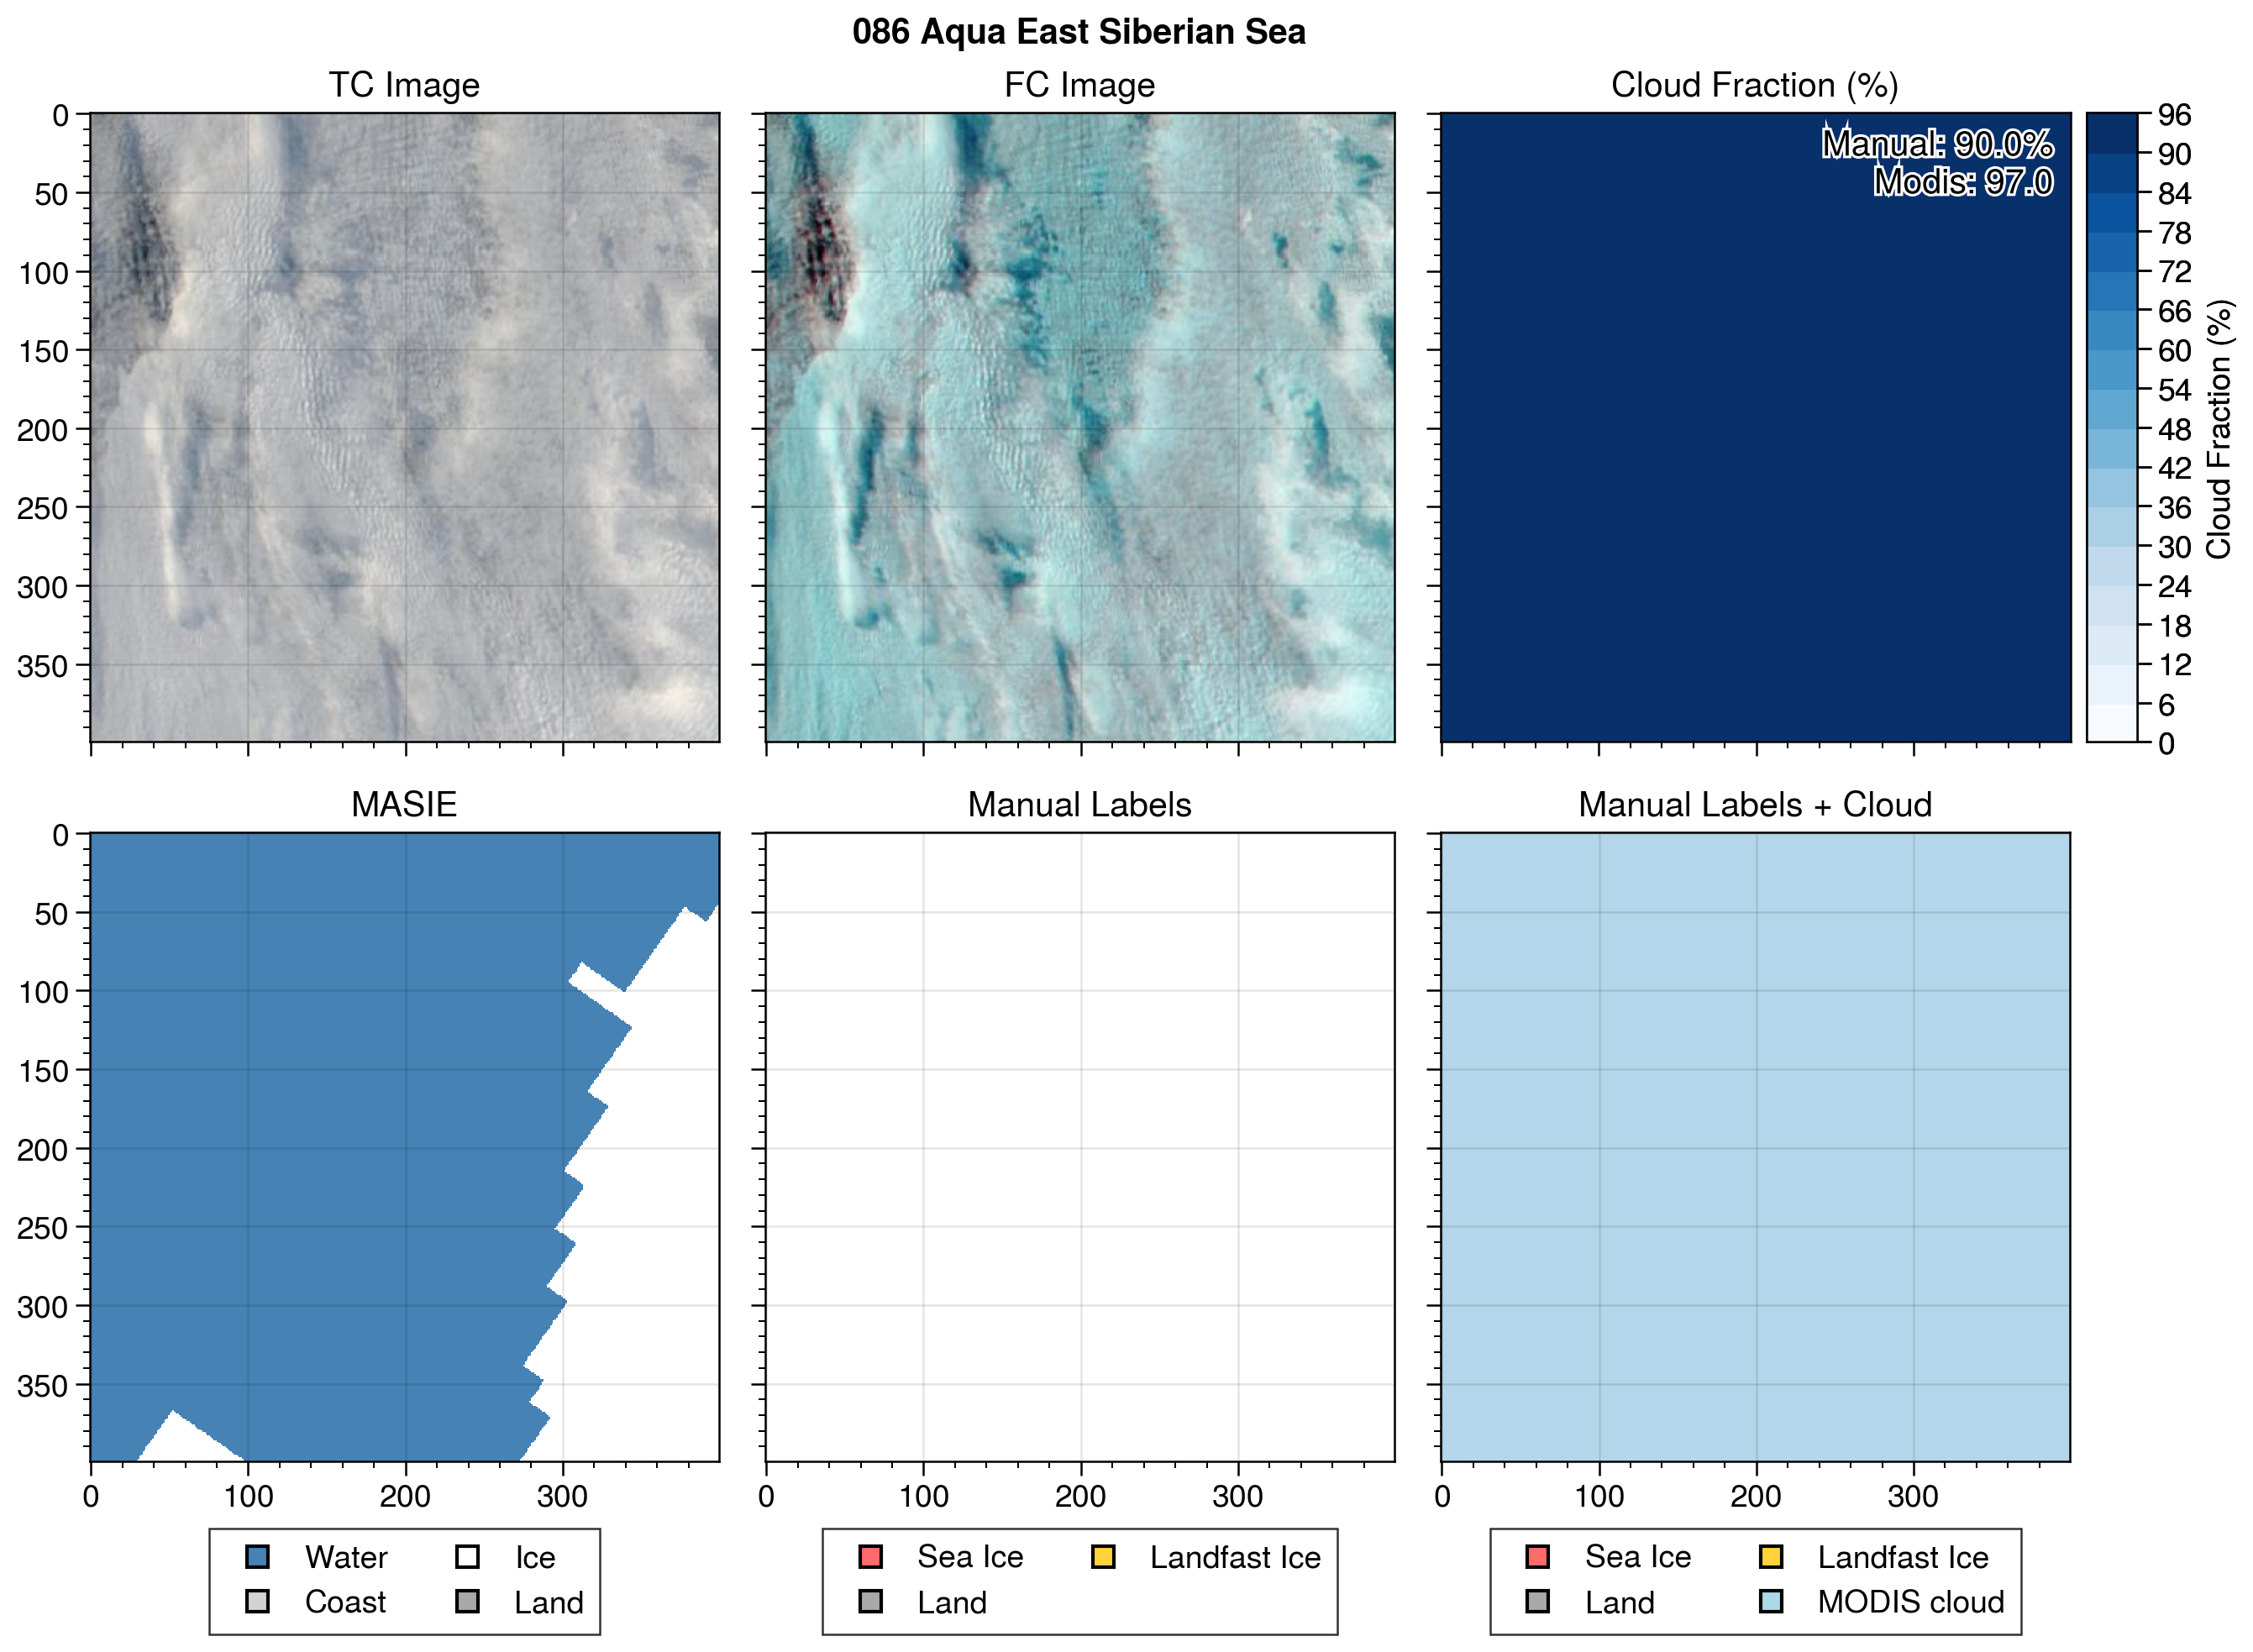 086 Aqua East Siberian Sea
TC Image
FC Image
Cloud Fraction (%)
0
50
100
150
200
250
300
350
Manual: 90.0%
Modis: 97.0
96
90
84
78
72
66
60
54
48
42
36
30
24
18
12
6
0
Cloud Fraction (%)
MASIE
Manual Labels
Manual Labels + Cloud
0
50
100
150
200
250
300
350
0 100 200 300
0 100 200 300
0 100 200 300
Water Ice
Coast Land
Sea Ice Landfast Ice
Land
Sea Ice Landfast Ice
Land MODIS cloud